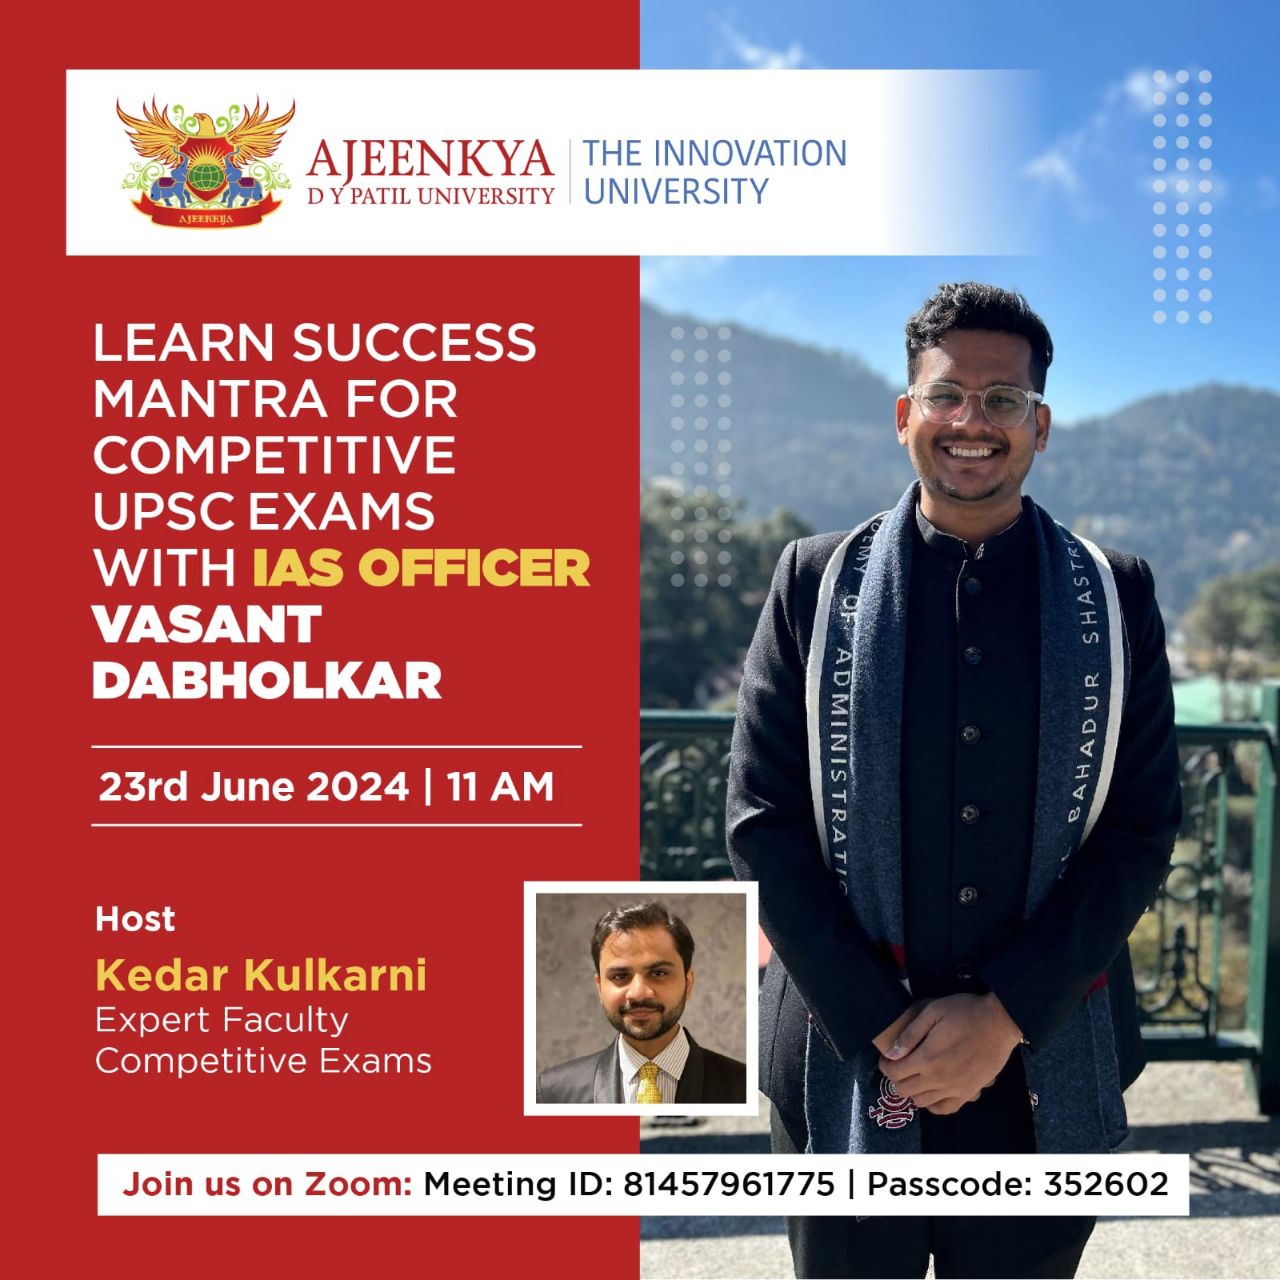 AJEENKYA
AJEENKYA
D Y PATIL UNIVERSITY
THE INNOVATION
UNIVERSITY
LEARN SUCCESS
MANTRA FOR
COMPETITIVE
UPSC EXAMS
WITH IAS OFFICER
VASANT
DABHOLKAR
23rd June 2024 | 11 AM
Host
Kedar Kulkarni
Expert Faculty
Competitive Exams
OF ADMINISTRATI
BAHADUR SHASTR
Join us on Zoom: Meeting ID: 81457961775 | Passcode: 352602